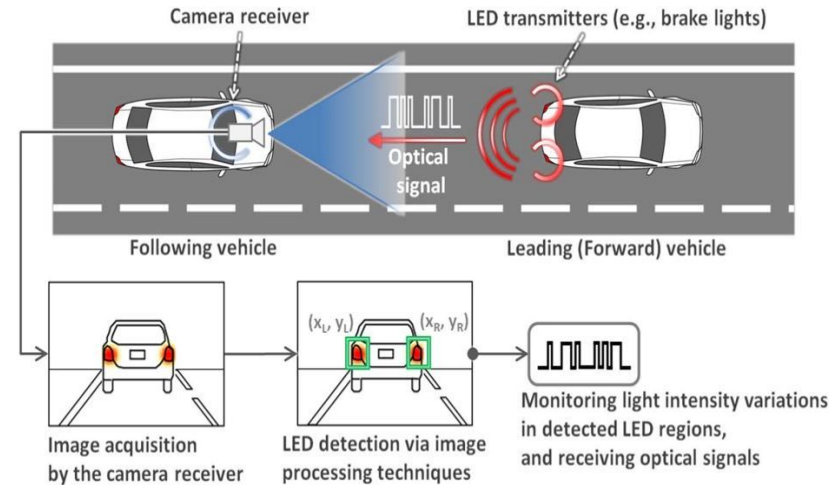 Camera receiver
LED transmitters (e.g., brake lights)
Optical
signal
Following vehicle
Leading (Forward) vehicle
(xL, yL)
(xR, yR)
Image acquisition
by the camera receiver
LED detection via image
processing techniques
Monitoring light intensity variations
in detected LED regions,
and receiving optical signals